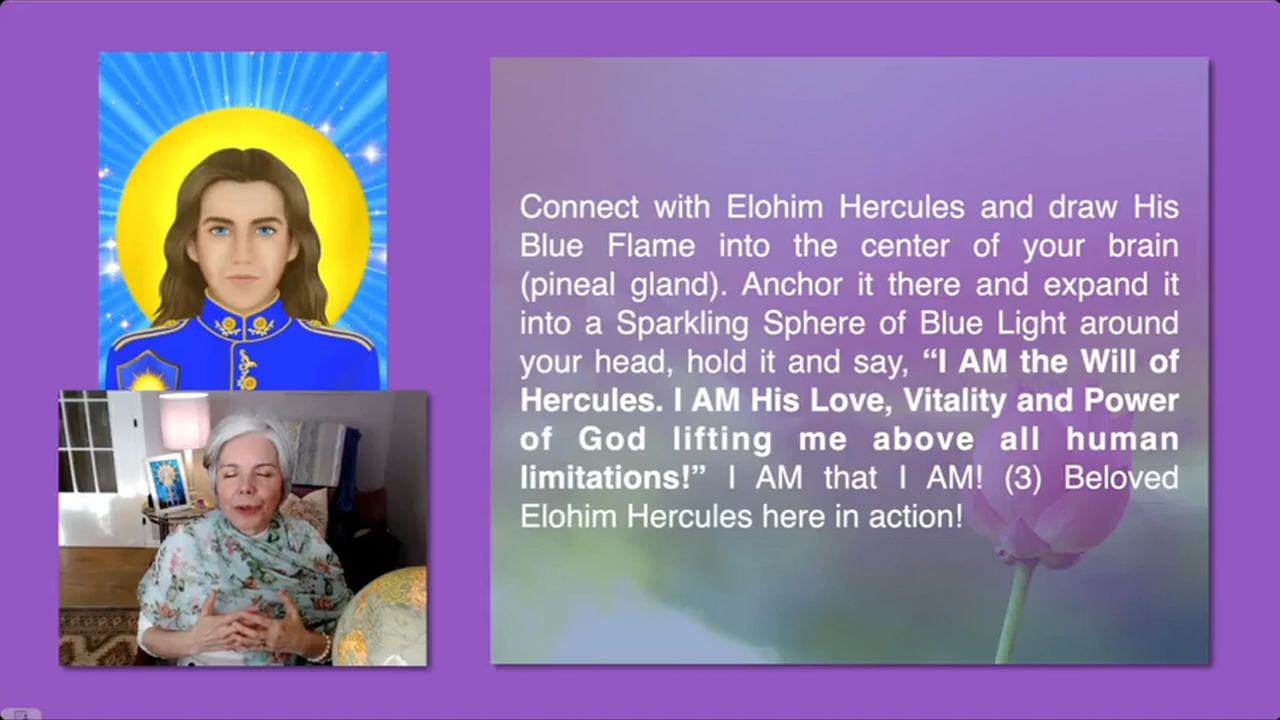 Connect with Elohim Hercules and draw His
Blue Flame into the center of your brain
(pineal gland). Anchor it there and expand it
into a Sparkling Sphere of Blue Light around
your head, hold it and say, “I AM the Will of
Hercules. I AM His Love, Vitality and Power
of God lifting me above all human
limitations!” I AM that I AM! (3) Beloved
Elohim Hercules here in action!